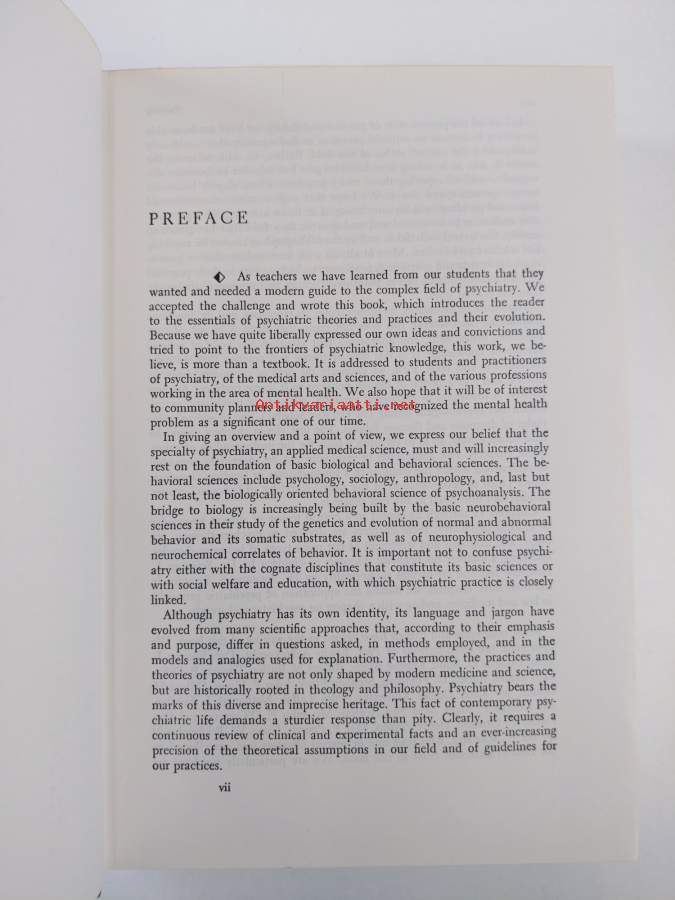 PREFACE
As teachers we have learned from our students that they
wanted and needed a modern guide to the complex field of psychiatry. We
accepted the challenge and wrote this book, which introduces the reader
to the essentials of psychiatric theories and practices and their evolution.
Because we have quite liberally expressed our own ideas and convictions and
tried to point to the frontiers of psychiatric knowledge, this work, we be-
lieve, is more than a textbook. It is addressed to students and practitioners
of psychiatry, of the medical arts and sciences, and of the various professions
working in the area of mental health. We also hope that it will be of interest
to community planners and leaders, who have recognized the mental health
Antikvariaatti.net
problem as a significant one of our time.
In giving an overview and a point of view, we express our belief that the
specialty of psychiatry, an applied medical science, must and will increasingly
rest on the foundation of basic biological and behavioral sciences. The be-
havioral sciences include psychology, sociology, anthropology, and, last but
not least, the biologically oriented behavioral science of psychoanalysis. The
bridge to biology is increasingly being built by the basic neurobehavioral
sciences in their study of the genetics and evolution of normal and abnormal
behavior and its somatic substrates, as well as of neurophysiological and
neurochemical correlates of behavior. It is important not to confuse psychi-
atry either with the cognate disciplines that constitute its basic sciences or
with social welfare and education, with which psychiatric practice is closely
linked.
Although psychiatry has its own identity, its language and jargon have
evolved from many scientific approaches that, according to their emphasis
and purpose, differ in questions asked, in methods employed, and in the
models and analogies used for explanation. Furthermore, the practices and
theories of psychiatry are not only shaped by modern medicine and science,
but are historically rooted in theology and philosophy. Psychiatry bears the
marks of this diverse and imprecise heritage. This fact of contemporary psy-
chiatric life demands a sturdier response than pity. Clearly, it requires a
continuous review of clinical and experimental facts and an ever-increasing
precision of the theoretical assumptions in our field and of guidelines for
our practices.
vii